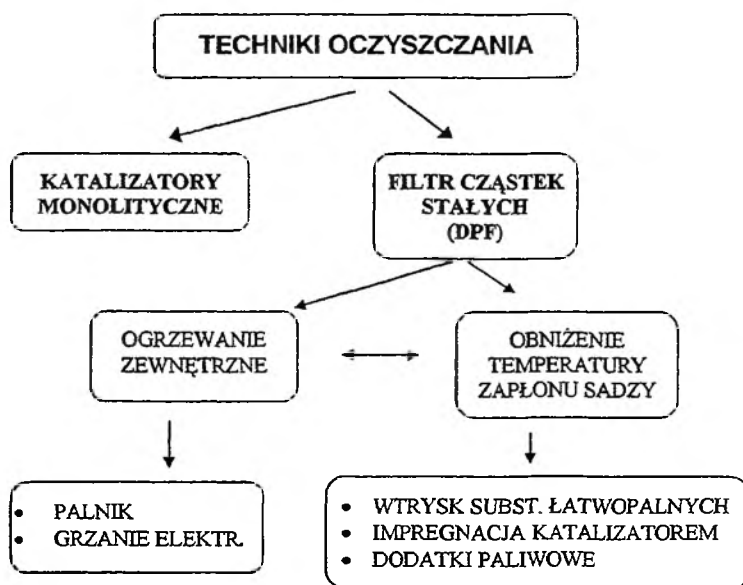 TECHNIKI OCZYSZCZANIA
KATALIZATORY
MONOLITYCZNE
FILTR CZĄSTEK
STAŁYCH
(DPF)
OGRZEWANIE
ZEWNĘTRZNE
OBNIŻENIE
TEMPERATURY
ZAPŁONU SADZY
• PALNIK
• GRZANIE ELEKTR.
• WTRYSK SUBST. ŁATWOPALNYCH
• IMPREGNACJA KATALIZATOREM
• DODATKI PALIWOWE